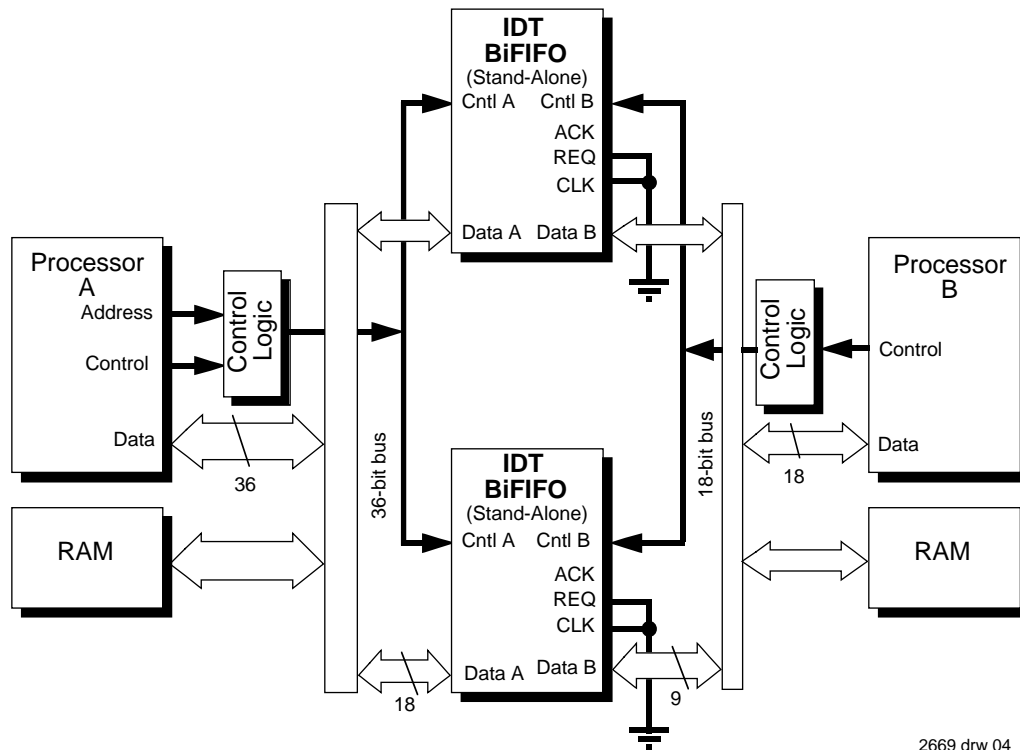 IDT
BiFIFO
(Stand-Alone)
Cntl A Cntl B
ACK
REQ
CLK
Data A Data B
Processor
A
Address
Control
Data
Control
Logic
36
RAM
36-bit bus
18-bit bus
Control
Logic
Processor
B
Control
Data
18
RAM
IDT
BiFIFO
(Stand-Alone)
Cntl A Cntl B
ACK
REQ
CLK
Data A Data B
18
9
2669 drw 04